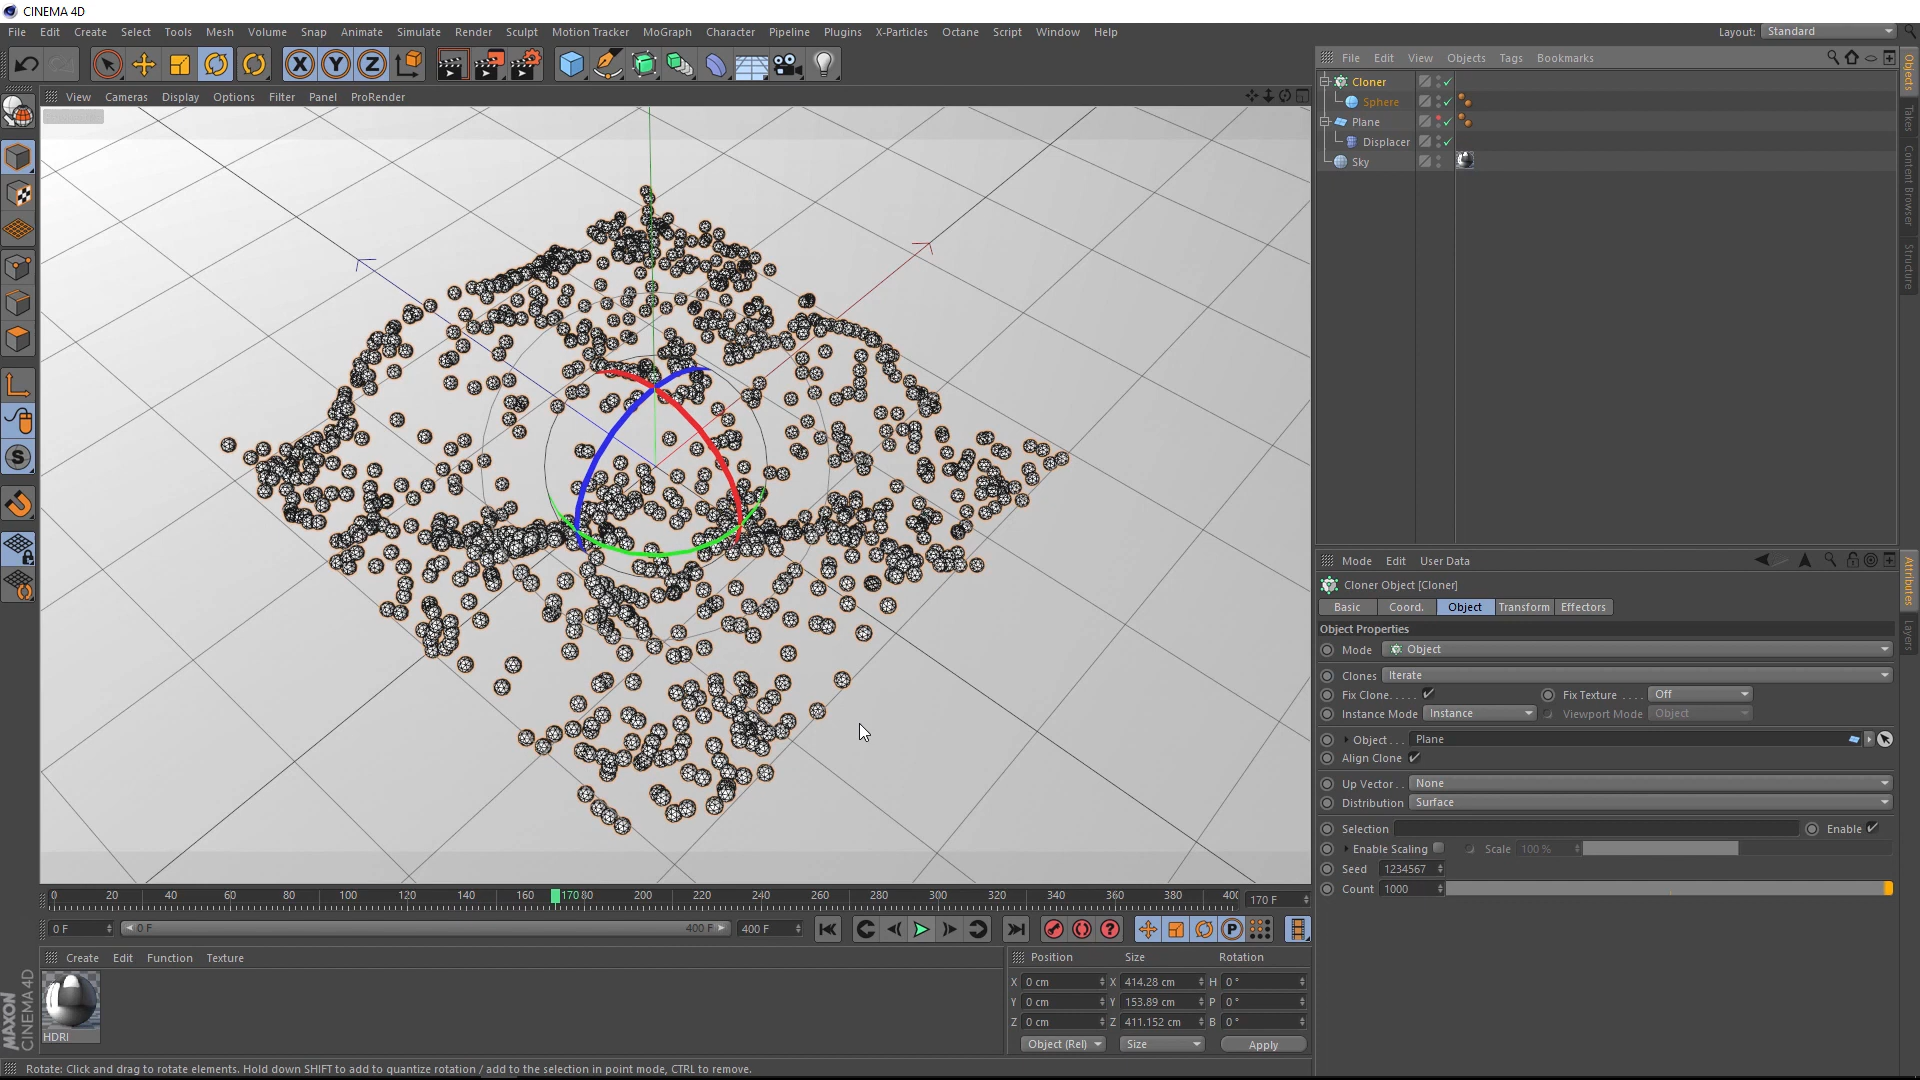 CINEMA 4D
File Edit Create Select Tools Mesh Volume Snap Animate Simulate Render Sculpt Motion Tracker MoGraph Character Pipeline Plugins X-Particles Octane Script Window Help
Layout: Standard
X Y Z
View Cameras Display Options Filter Panel ProRender
File Edit View Objects Tags Bookmarks
Cloner
Sphere
Plane
Displacer
Sky
Objects
Takes
Content Browser
Structure
Mode Edit User Data
Cloner Object [Cloner]
Basic Coord. Object Transform Effectors
Object Properties
Mode Object
Clones Iterate
Fix Clone..... Fix Texture .... Off
Instance Mode Instance Viewport Mode Object
Object... Plane
Align Clone
Up Vector.. None
Distribution Surface
Selection Enable
Enable Scaling Scale 100 %
Seed 1234567
Count 1000
Attributes
Layers
S
0 20 40 60 80 100 120 140 160 170 80 200 220 240 260 280 300 320 340 360 380 400 170 F
0 F 0 F 400 F 400 F
P
Create Edit Function Texture
HDRI
MAXON
CINEMA 4D
Position Size Rotation
X 0 cm X 414.28 cm H 0 °
Y 0 cm Y 153.89 cm P 0 °
Z 0 cm Z 411.152 cm B 0 °
Object (Rel) Size Apply
Rotate: Click and drag to rotate elements. Hold down SHIFT to add to quantize rotation / add to the selection in point mode, CTRL to remove.